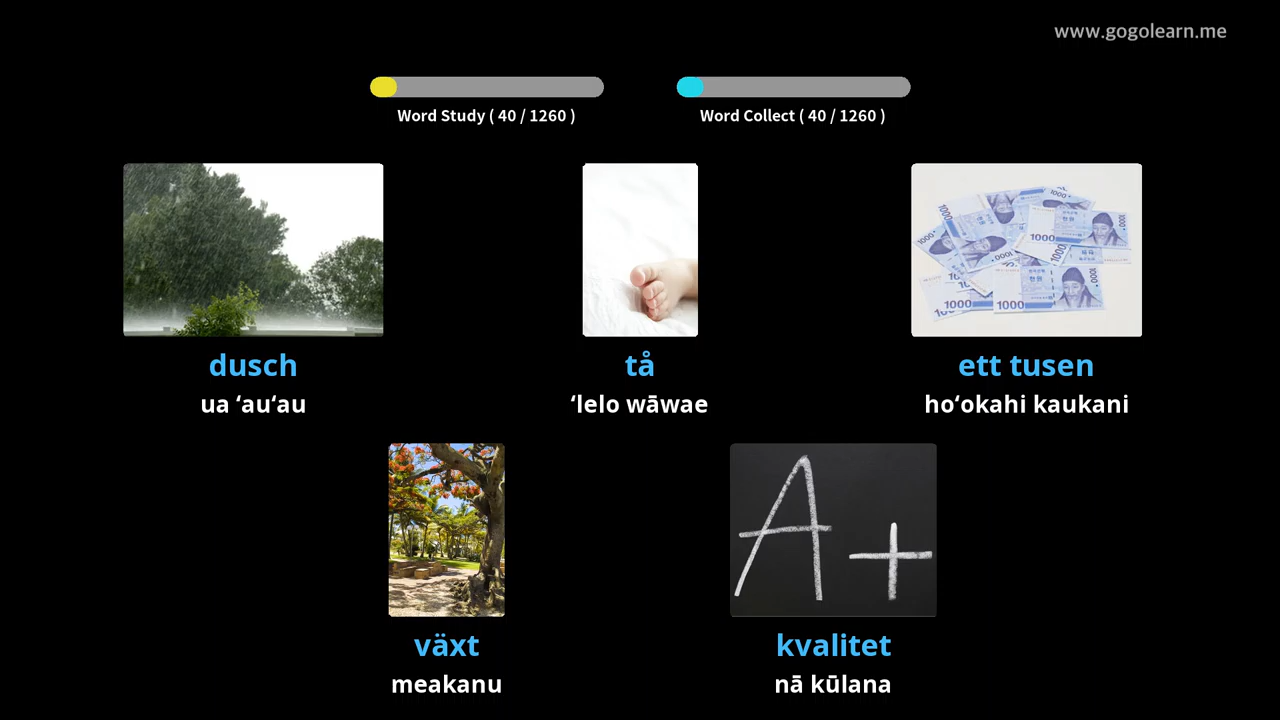 www.gogolearn.me
Word Study ( 40 / 1260 )
Word Collect ( 40 / 1260 )
dusch
ua ʻauʻau
tå
ʻlelo wāwae
ett tusen
hoʻokahi kaukani
växt
meakanu
A+
kvalitet
nā kūlana